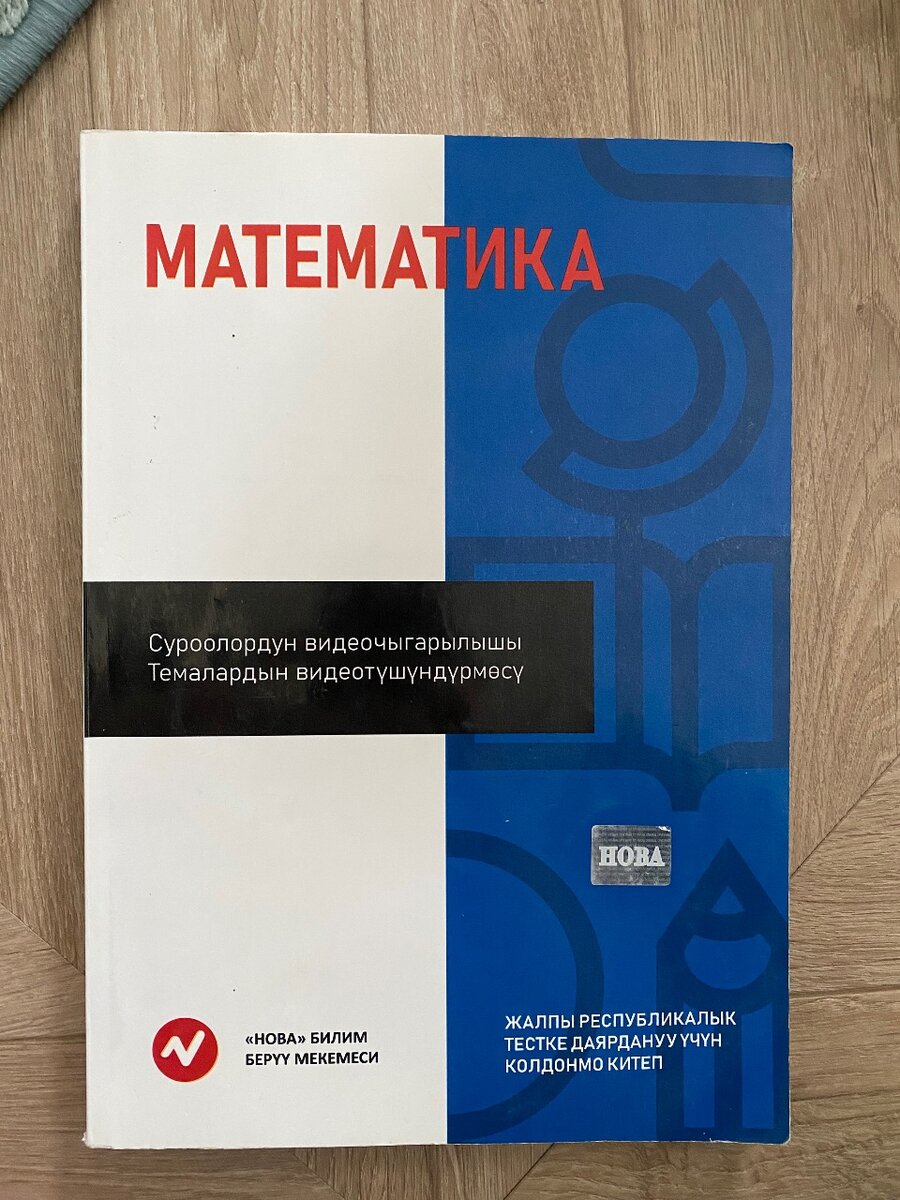 МАТЕМАТИКА
Суроолордун видеочыгарылышы
Темалардын видеотүшүндүрмөсү
НОВА
«НОВА» БИЛИМ
БЕРҮҮ МЕКЕМЕСИ
ЖАЛПЫ РЕСПУБЛИКАЛЫК
ТЕСТКЕ ДАЯРДАНУУ ҮЧҮН
КОЛДОНМО КИТЕП